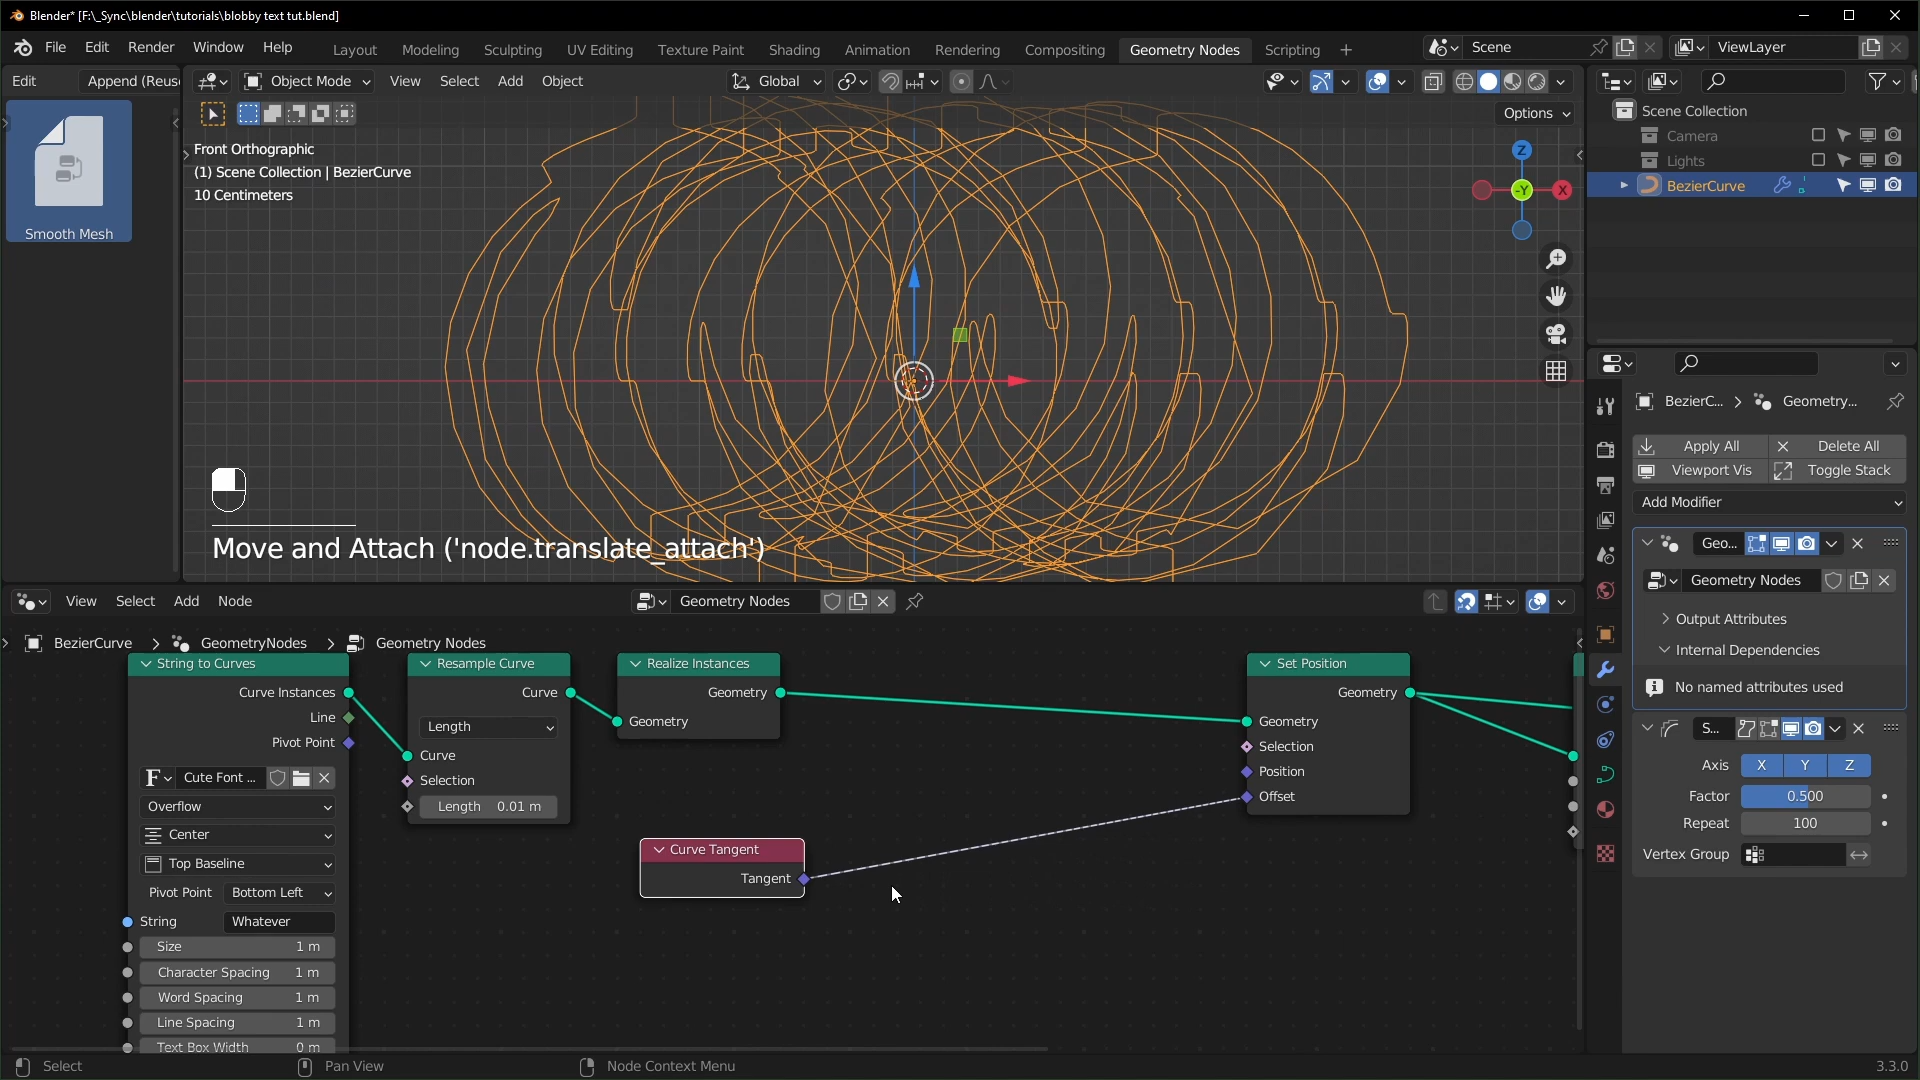 Blender* [F:\_Sync\blender\tutorials\blobby text tut.blend]
File Edit Render Window Help
Layout Modeling Sculpting UV Editing Texture Paint Shading Animation Rendering Compositing Geometry Nodes Scripting +
Scene
ViewLayer
Edit Append (Reus
Object Mode View Select Add Object
Global
Options
Smooth Mesh
Front Orthographic
(1) Scene Collection | BezierCurve
10 Centimeters
Z
-Y
X
Move and Attach ('node.translate_attach')
Scene Collection
Camera
Lights
BezierCurve
BezierC... > Geometry...
Apply All Delete All
Viewport Vis Toggle Stack
Add Modifier
Geo...
Geometry Nodes
Output Attributes
Internal Dependencies
No named attributes used
S...
Axis X Y Z
Factor 0.500
Repeat 100
Vertex Group
View Select Add Node
Geometry Nodes
BezierCurve > GeometryNodes > Geometry Nodes
String to Curves
Curve Instances
Line
Pivot Point
F Cute Font ...
Overflow
Center
Top Baseline
Pivot Point Bottom Left
String Whatever
Size 1 m
Character Spacing 1 m
Word Spacing 1 m
Line Spacing 1 m
Text Box Width 0 m
Resample Curve
Curve
Length
Curve
Selection
Length 0.01 m
Realize Instances
Geometry
Geometry
Curve Tangent
Tangent
Set Position
Geometry
Geometry
Selection
Position
Offset
Select Pan View Node Context Menu
3.3.0